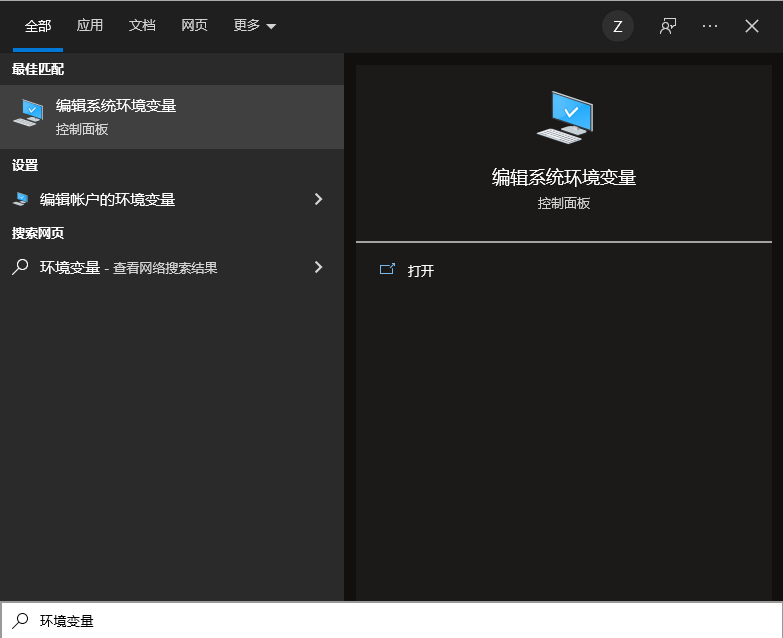 全部 应用 文档 网页 更多 Z
最佳匹配
编辑系统环境变量
控制面板
设置
编辑帐户的环境变量
搜索网页
环境变量 - 查看网络搜索结果
编辑系统环境变量
控制面板
打开
环境变量